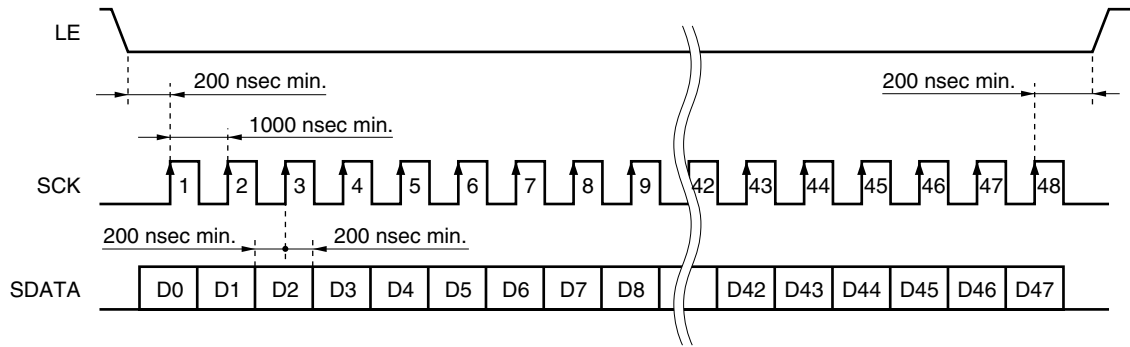 LE
200 nsec min. 200 nsec min.
1000 nsec min.
SCK 1 2 3 4 5 6 7 8 9 42 43 44 45 46 47 48
200 nsec min. 200 nsec min.
SDATA D0 D1 D2 D3 D4 D5 D6 D7 D8 D42 D43 D44 D45 D46 D47